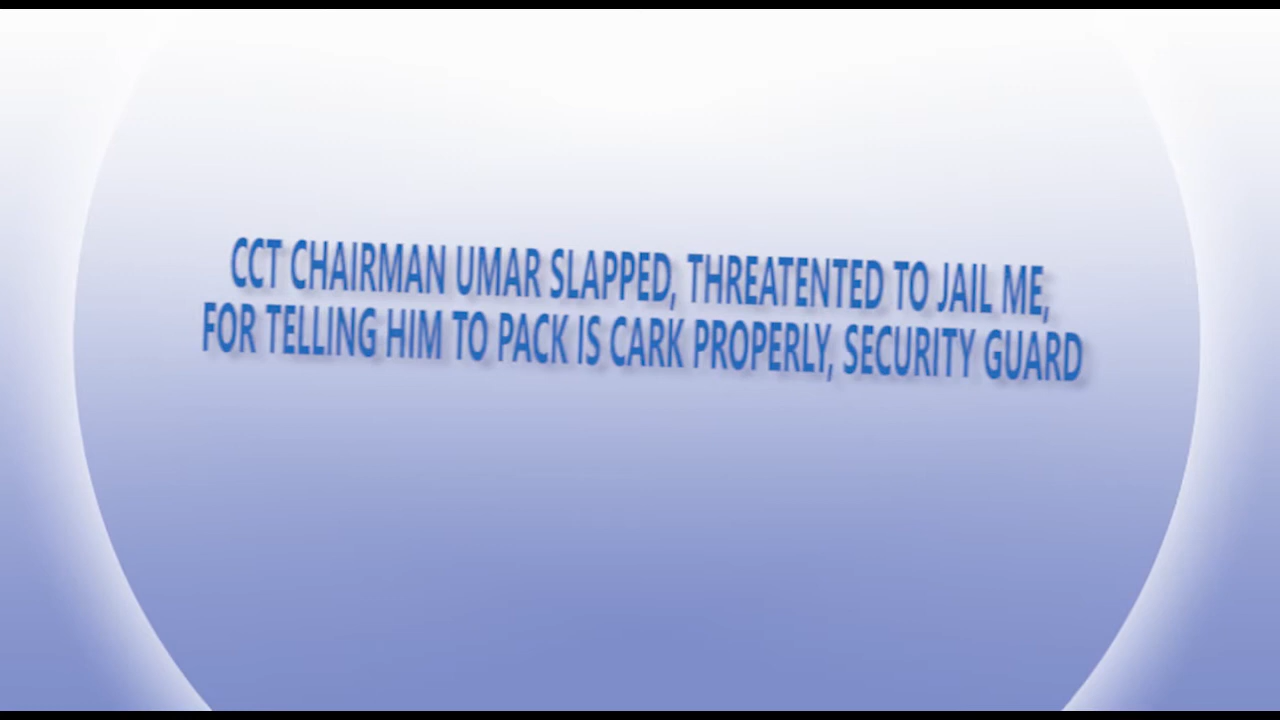 CCT CHAIRMAN UMAR SLAPPED, THREATENTED TO JAIL ME,
FOR TELLING HIM TO PACK IS CARK PROPERLY, SECURITY GUARD